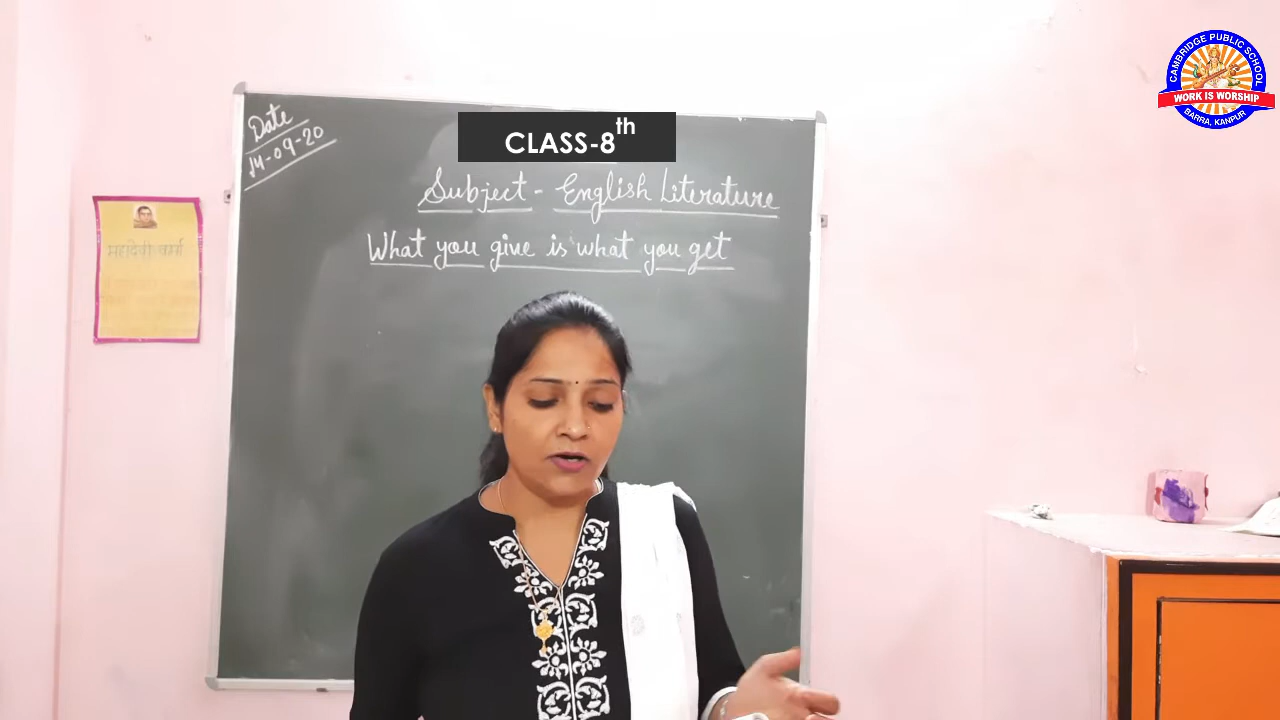 CAMBRIDGE PUBLIC SCHOOL
WORK IS WORSHIP
BARRA, KANPUR
Date
14-09-20
CLASS-8th
Subject - English Literature
What you give is what you get
महादेवी वर्मा